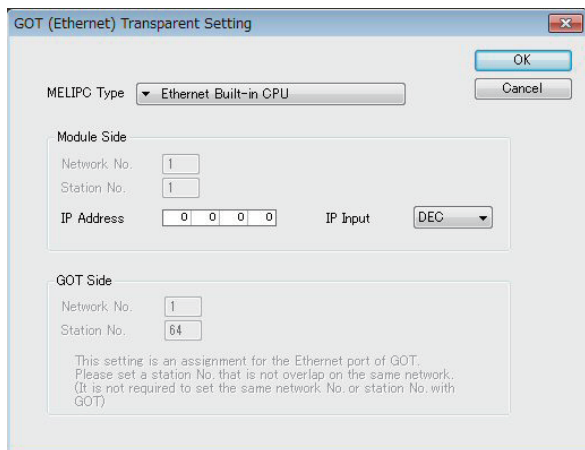 GOT (Ethernet) Transparent Setting
OK
MELIPC Type Ethernet Built-in CPU Cancel
Module Side
Network No. 1
Station No. 1
IP Address 0 0 0 0 IP Input DEC
GOT Side
Network No. 1
Station No. 64
This setting is an assignment for the Ethernet port of GOT.
Please set a station No. that is not overlap on the same network.
(It is not required to set the same network No. or station No. with
GOT)